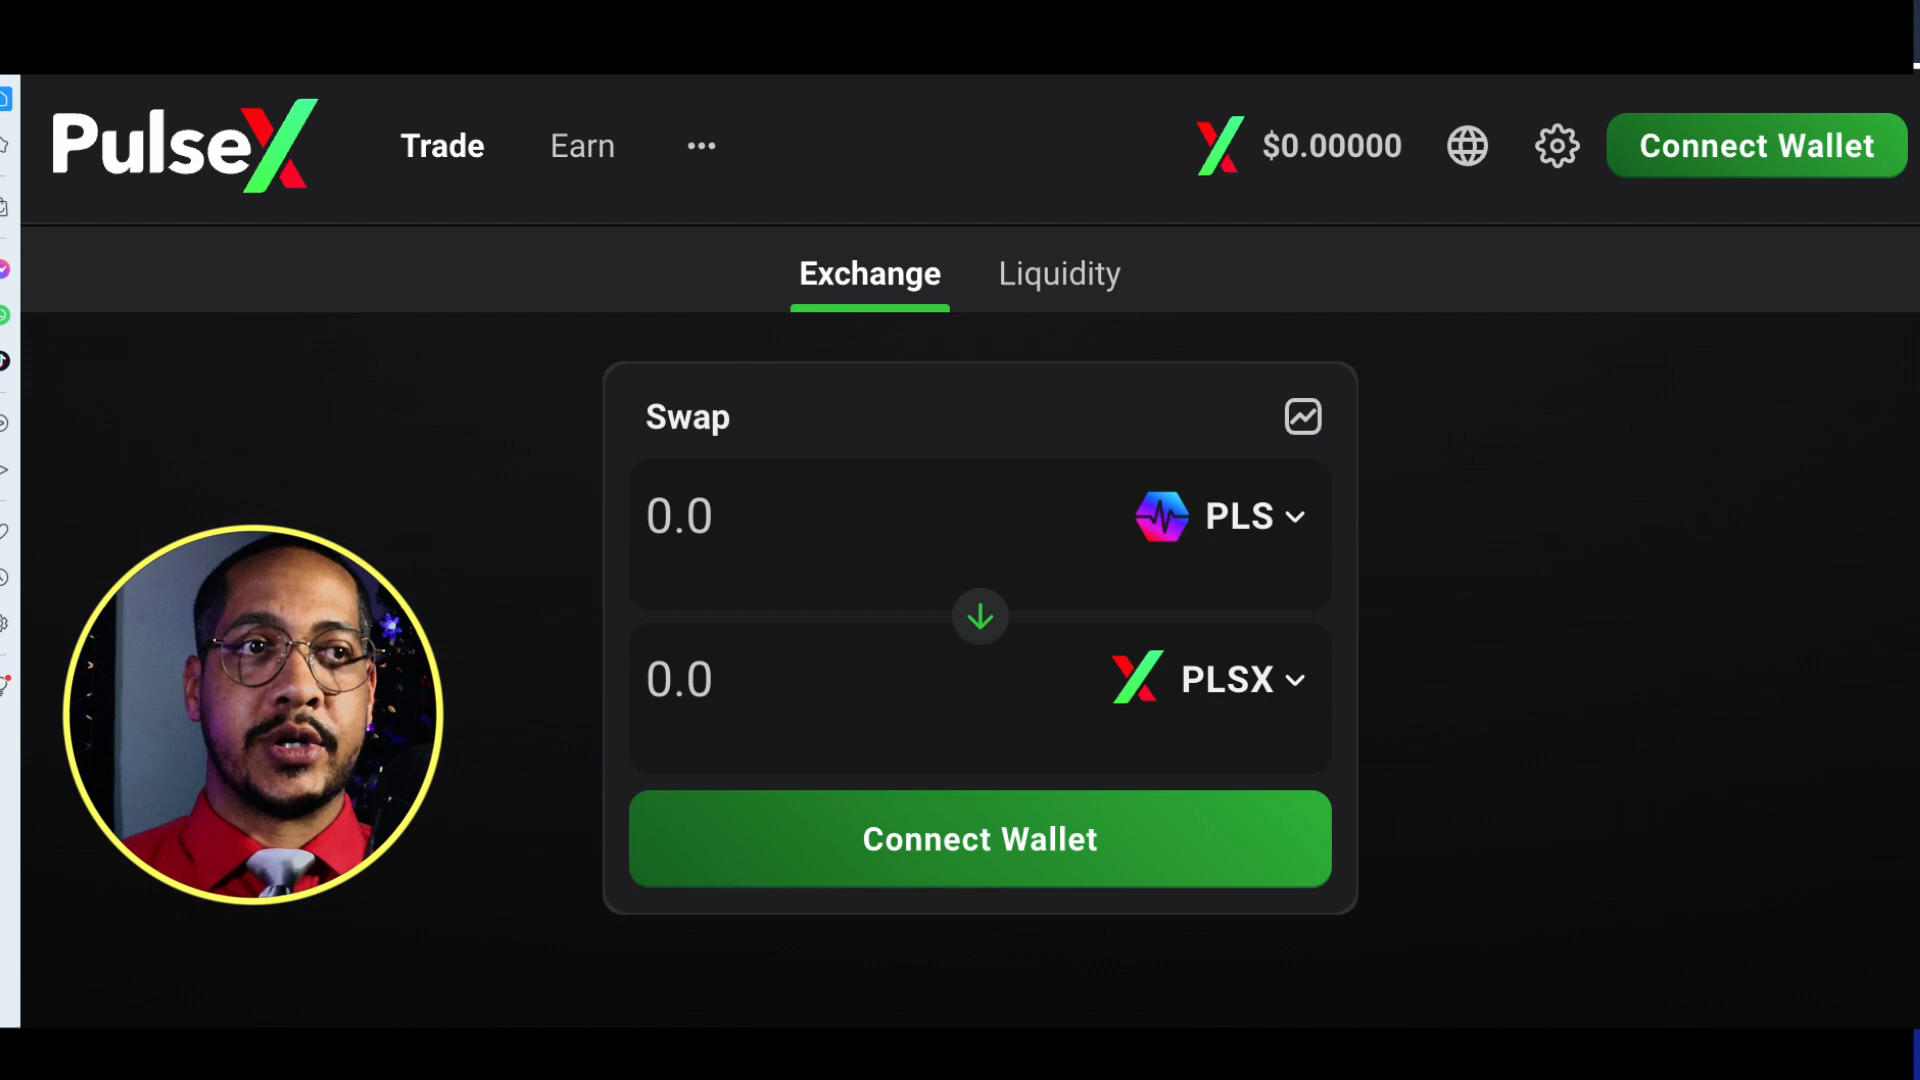 PulseX
Trade
Earn
...
$0.00000
Connect Wallet
Exchange
Liquidity
Swap
0.0
PLS
0.0
PLSX
Connect Wallet